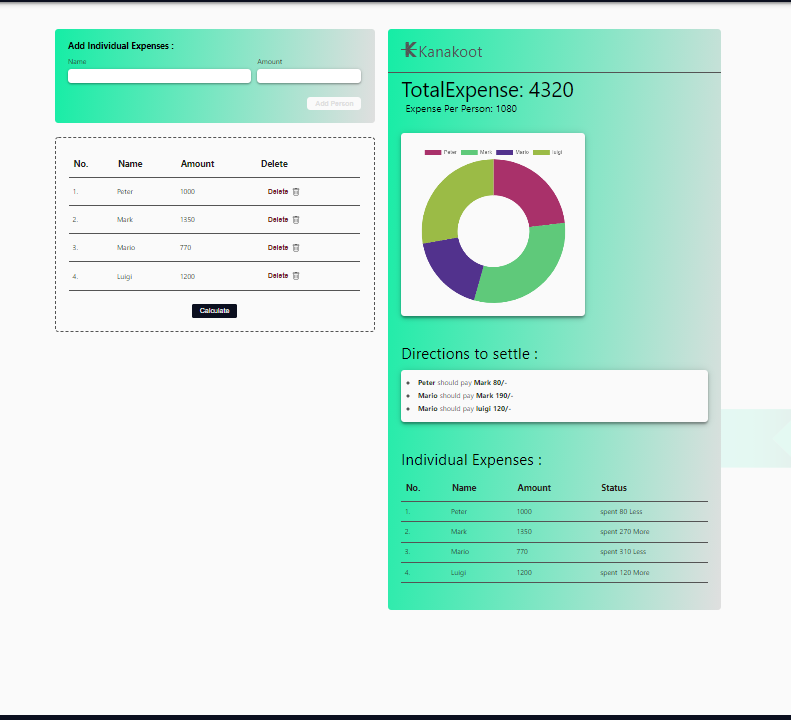 Add Individual Expenses :
Name Amount
Add Person
No. Name Amount Delete
1. Peter 1000 Delete
2. Mark 1350 Delete
3. Mario 770 Delete
4. Luigi 1200 Delete
Calculate
Kanakoot
TotalExpense: 4320
Expense Per Person: 1080
Peter Mark Mario luigi
Directions to settle :
Peter should pay Mark 80/-
Mario should pay Mark 190/-
Mario should pay luigi 120/-
Individual Expenses :
No. Name Amount Status
1. Peter 1000 spent 80 Less
2. Mark 1350 spent 270 More
3. Mario 770 spent 310 Less
4. Luigi 1200 spent 120 More